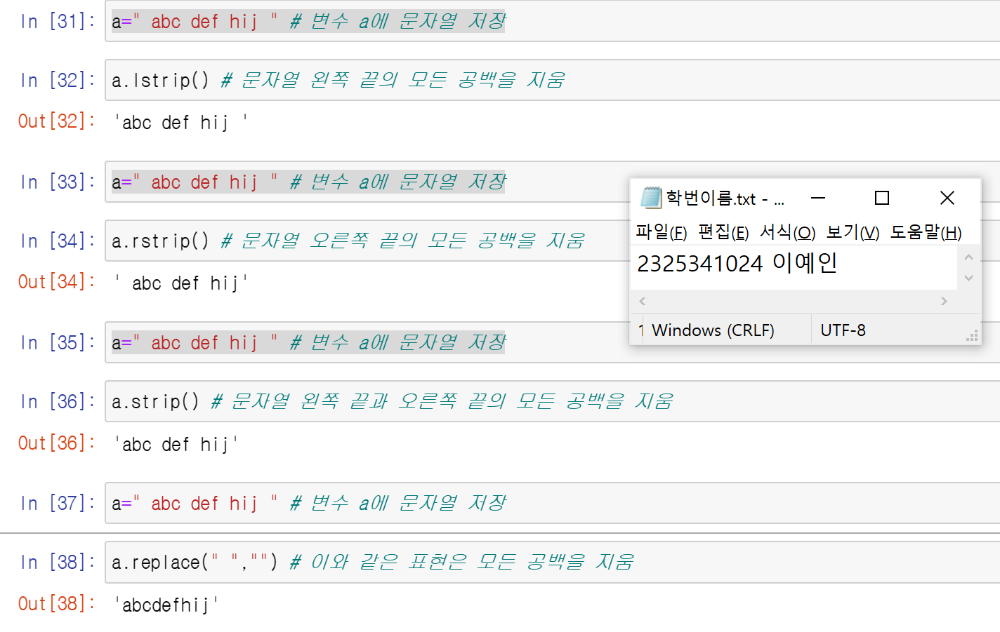 In [31]: a=" abc def hij " # 변수 a에 문자열 저장
In [32]: a.lstrip() # 문자열 왼쪽 끝의 모든 공백을 지움
Out[32]: 'abc def hij '
In [33]: a=" abc def hij " # 변수 a에 문자열 저장
In [34]: a.rstrip() # 문자열 오른쪽 끝의 모든 공백을 지움
Out[34]: ' abc def hij'
In [35]: a=" abc def hij " # 변수 a에 문자열 저장
In [36]: a.strip() # 문자열 왼쪽 끝과 오른쪽 끝의 모든 공백을 지움
Out[36]: 'abc def hij'
In [37]: a=" abc def hij " # 변수 a에 문자열 저장
In [38]: a.replace(" ","") # 이와 같은 표현은 모든 공백을 지움
Out[38]: 'abcdefhij'
학번이름.txt - ...
파일(F) 편집(E) 서식(O) 보기(V) 도움말(H)
2325341024 이예인
1 Windows (CRLF) UTF-8